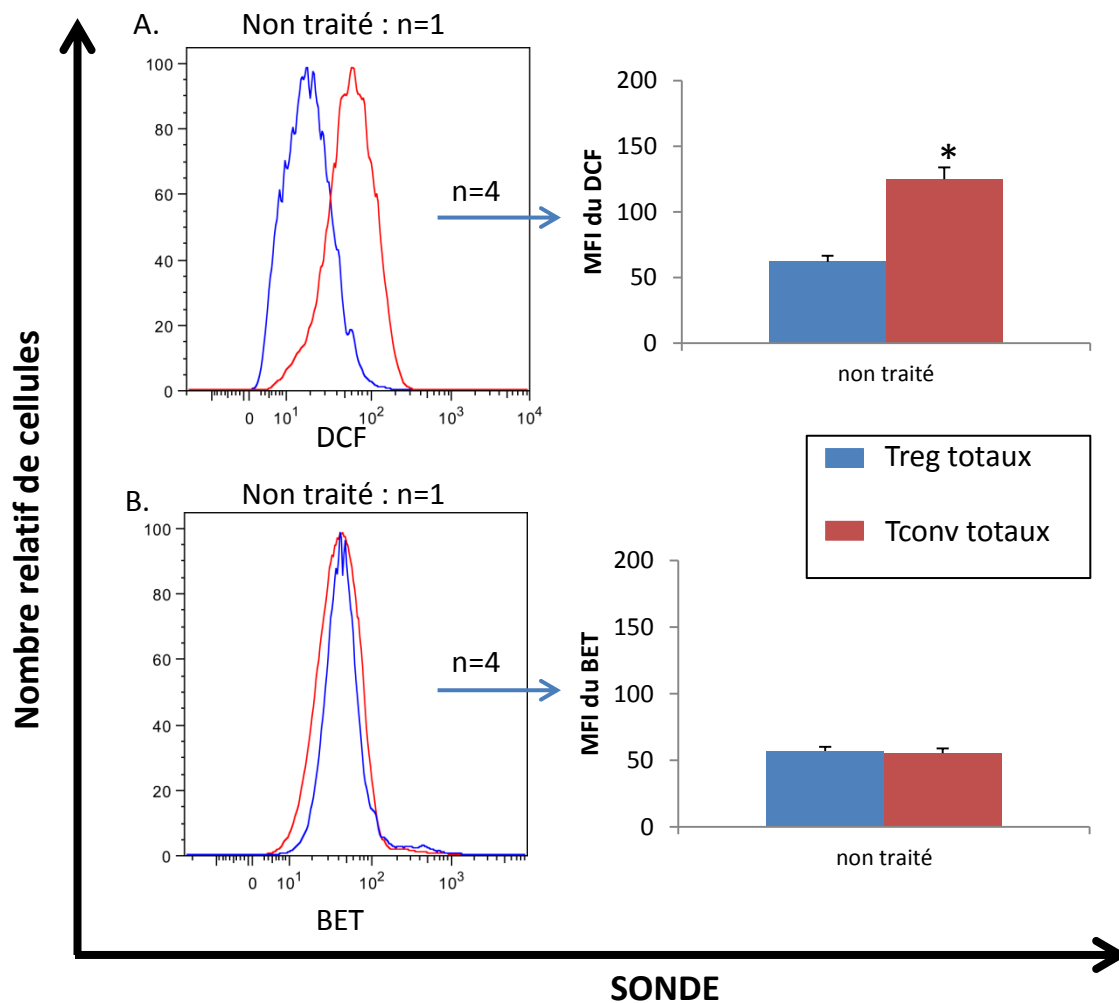 A.
Non traité : n=1
100
80
60
40
20
0
0 10¹ 10² 10³ 10⁴
DCF
n=4
200
150
100
50
0
MFI du DCF
*
non traité
Treg totaux
Tconv totaux
B.
Non traité : n=1
100
80
60
40
20
0
0 10¹ 10² 10³
BET
n=4
200
150
100
50
0
MFI du BET
non traité
Nombre relatif de cellules
SONDE